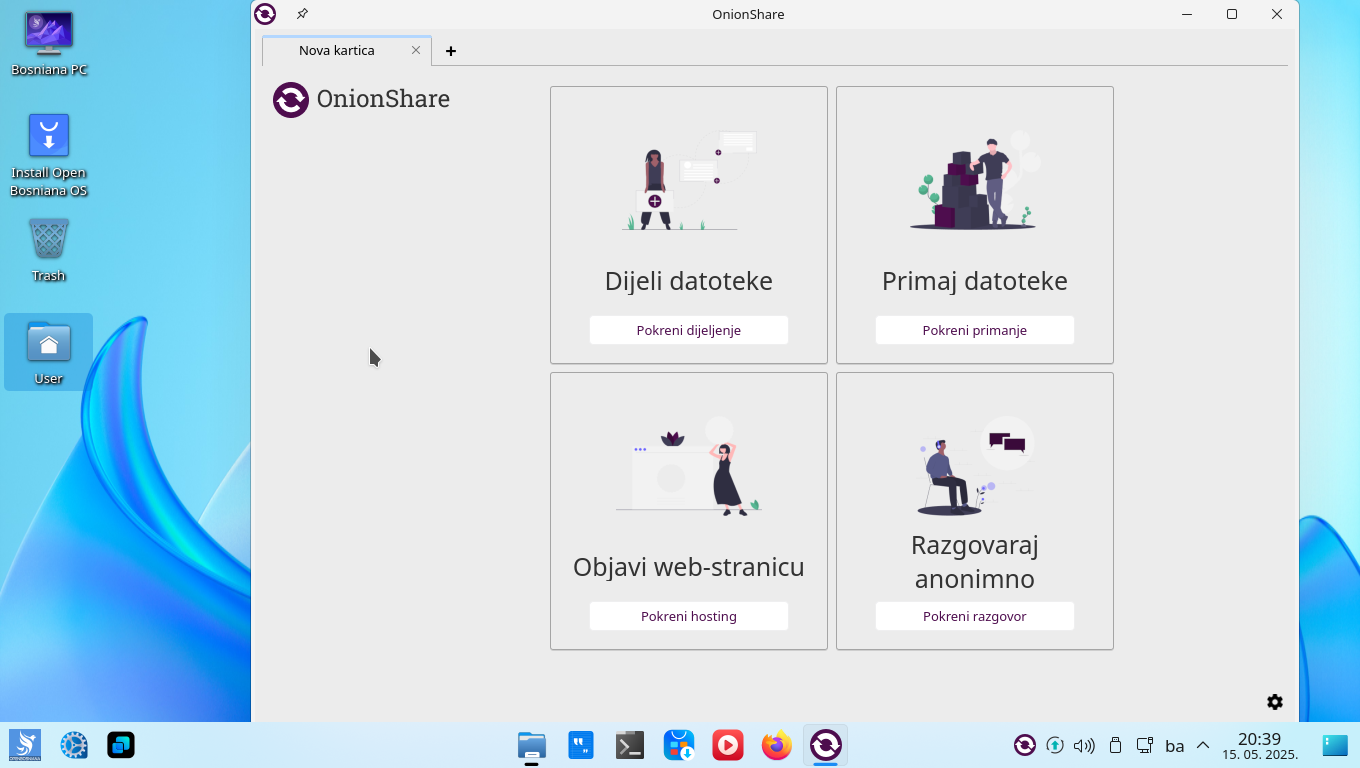 OnionShare
Nova kartica
OnionShare
Dijeli datoteke
Pokreni dijeljenje
Primaj datoteke
Pokreni primanje
Objavi web-stranicu
Pokreni hosting
Razgovaraj
anonimno
Pokreni razgovor
Bosniana PC
Install Open
Bosniana OS
Trash
User
ba
20:39
15. 05. 2025.